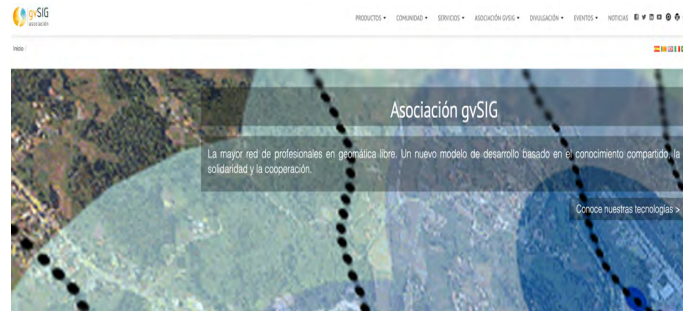 gvSIG
asociación
PRODUCTOS COMUNIDAD SERVICIOS ASOCIACIÓN GVSIG DIVULGACIÓN EVENTOS NOTICIAS
Inicio
Asociación gvSIG
La mayor red de profesionales en geomática libre. Un nuevo modelo de desarrollo basado en el conocimiento compartido, la
solidaridad y la cooperación.
Conoce nuestras tecnologías >